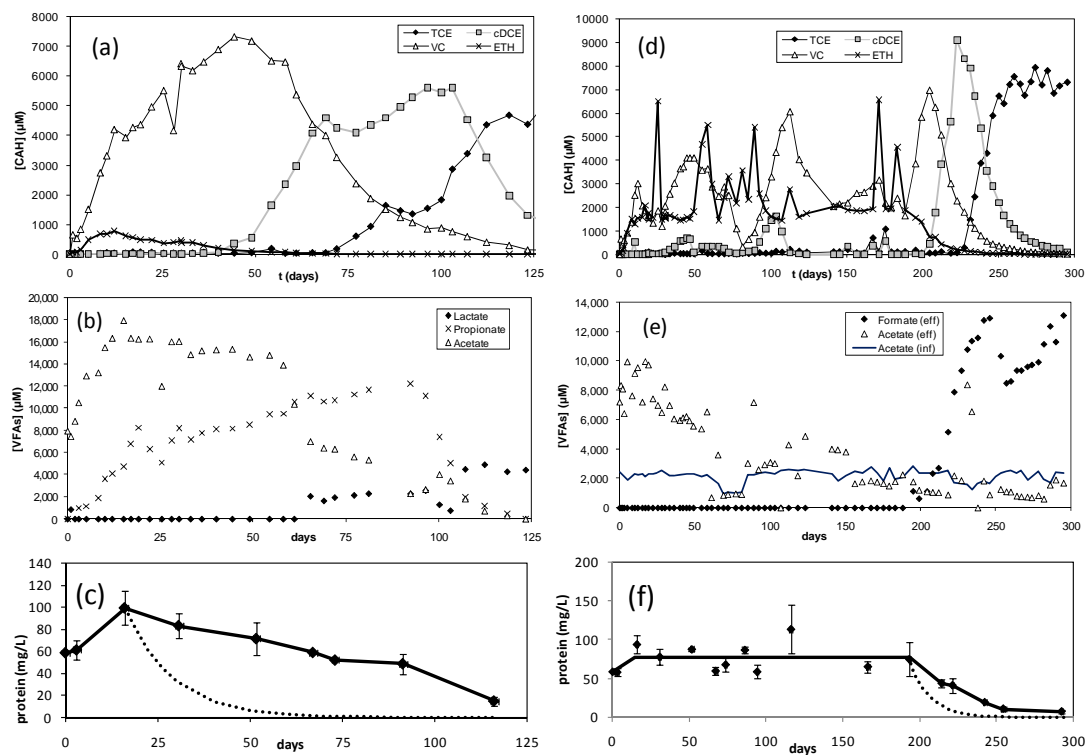 (a)
TCE
cDCE
VC
ETH
[CAH] (µM)
8000
7000
6000
5000
4000
3000
2000
1000
0
0 25 50 75 100 125
t (days)
(d)
TCE
cDCE
VC
ETH
[CAH] (µM)
10000
9000
8000
7000
6000
5000
4000
3000
2000
1000
0
0 50 100 150 200 250 300
t (days)
(b)
Lactate
Propionate
Acetate
[VFAs] (µM)
20,000
18,000
16,000
14,000
12,000
10,000
8,000
6,000
4,000
2,000
0
0 25 50 75 100 125
days
(e)
Formate (eff)
Acetate (eff)
Acetate (inf)
[VFAs] (µM)
14,000
12,000
10,000
8,000
6,000
4,000
2,000
0
0 50 100 150 200 250 300
days
(c)
protein (mg/L)
140
120
100
80
60
40
20
0
0 25 50 75 100 125
days
(f)
protein (mg/L)
200
150
100
50
0
0 50 100 150 200 250 300
days